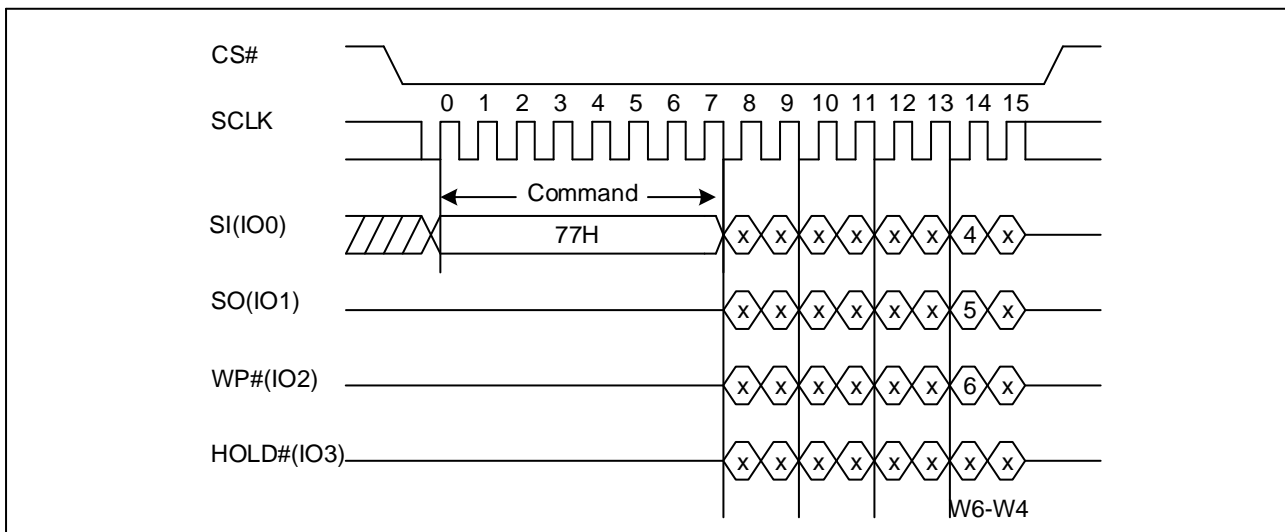 CS#
0 1 2 3 4 5 6 7 8 9 10 11 12 13 14 15
SCLK
Command
SI(IO0) 77H x x x x x x 4 x
SO(IO1) x x x x x x 5 x
WP#(IO2) x x x x x x 6 x
HOLD#(IO3) x x x x x x x x
W6-W4